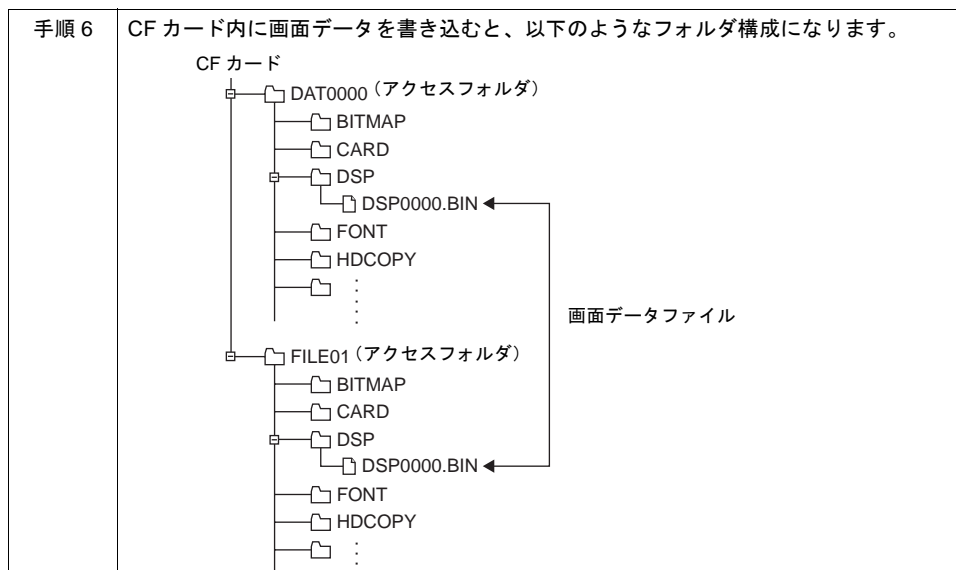 手順 6
CF カード内に画面データを書き込むと、以下のようなフォルダ構成になります。
CF カード
DAT0000（アクセスフォルダ）
BITMAP
CARD
DSP
DSP0000.BIN
FONT
HDCOPY
画面データファイル
FILE01（アクセスフォルダ）
BITMAP
CARD
DSP
DSP0000.BIN
FONT
HDCOPY